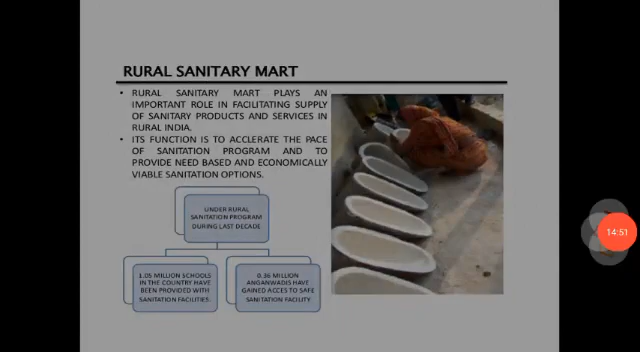 RURAL SANITARY MART
• RURAL SANITARY MART PLAYS AN
IMPORTANT ROLE IN FACILITATING SUPPLY
OF SANITARY PRODUCTS AND SERVICES IN
RURAL INDIA.
• ITS FUNCTION IS TO ACCLERATE THE PACE
OF SANITATION PROGRAM AND TO
PROVIDE NEED BASED AND ECONOMICALLY
VIABLE SANITATION OPTIONS.
UNDER RURAL
SANITATION PROGRAM
DURING LAST DECADE
1.05 MILLION SCHOOLS
IN THE COUNTRY HAVE
BEEN PROVIDED WITH
SANITATION FACILITIES
0.36 MILLION
ANGANWADIS HAVE
GAINED ACCES TO SAFE
SANITATION FACILITY
14:51